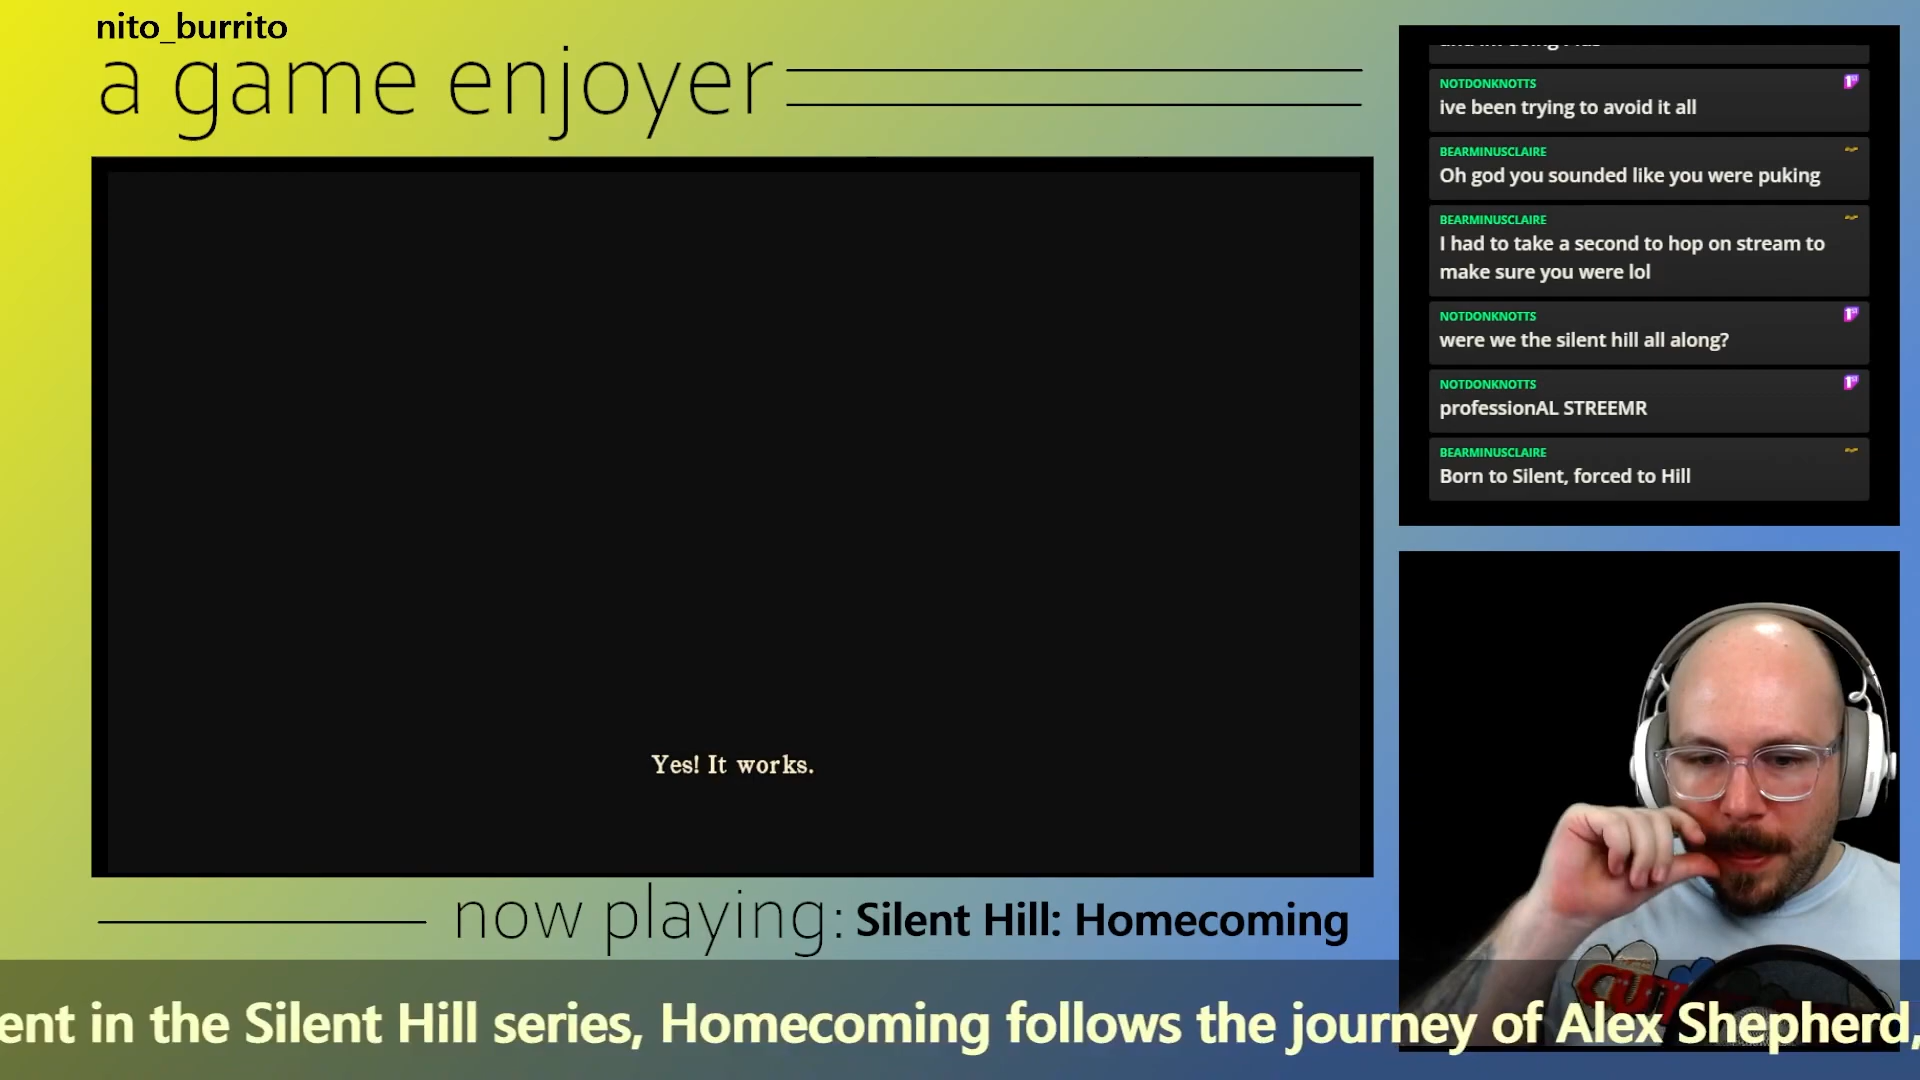 nito_burrito
a game enjoyer
NOTDONKNOTTS
ive been trying to avoid it all
BEARMINUSCLAIRE
Oh god you sounded like you were puking
BEARMINUSCLAIRE
I had to take a second to hop on stream to
make sure you were lol
NOTDONKNOTTS
were we the silent hill all along?
NOTDONKNOTTS
professionAL STREEMR
BEARMINUSCLAIRE
Born to Silent, forced to Hill
Yes! It works.
now playing: Silent Hill: Homecoming
ent in the Silent Hill series, Homecoming follows the journey of Alex Shepherd,